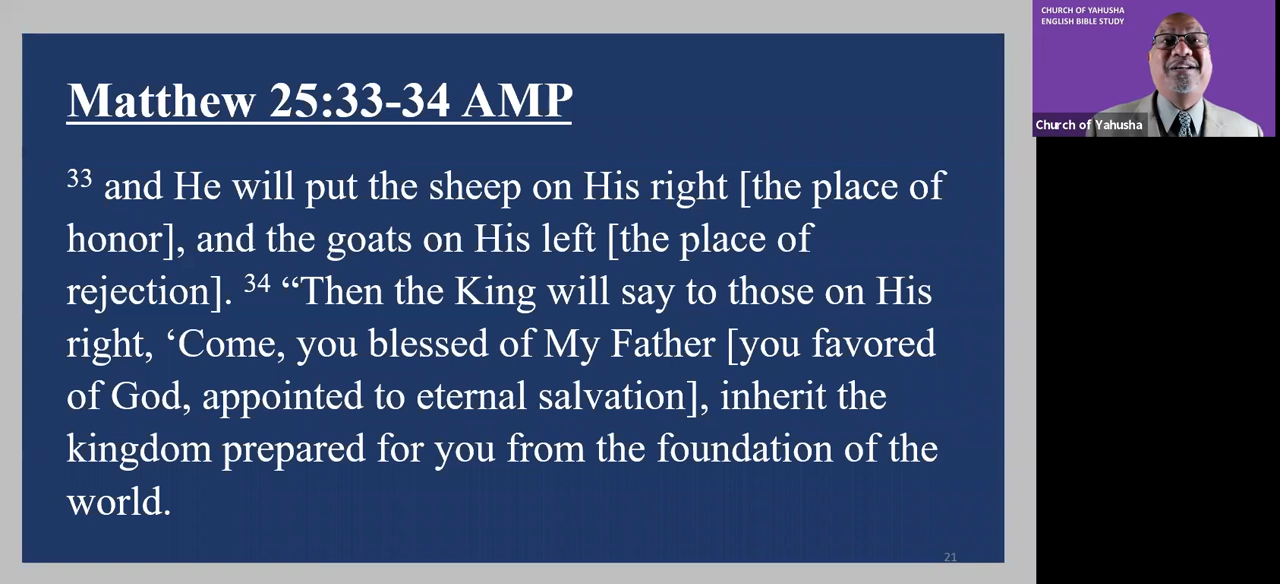 Matthew 25:33-34 AMP
33 and He will put the sheep on His right [the place of
honor], and the goats on His left [the place of
rejection]. 34 “Then the King will say to those on His
right, ‘Come, you blessed of My Father [you favored
of God, appointed to eternal salvation], inherit the
kingdom prepared for you from the foundation of the
world.
21
CHURCH OF YAHUSHA
ENGLISH BIBLE STUDY
Church of Yahusha